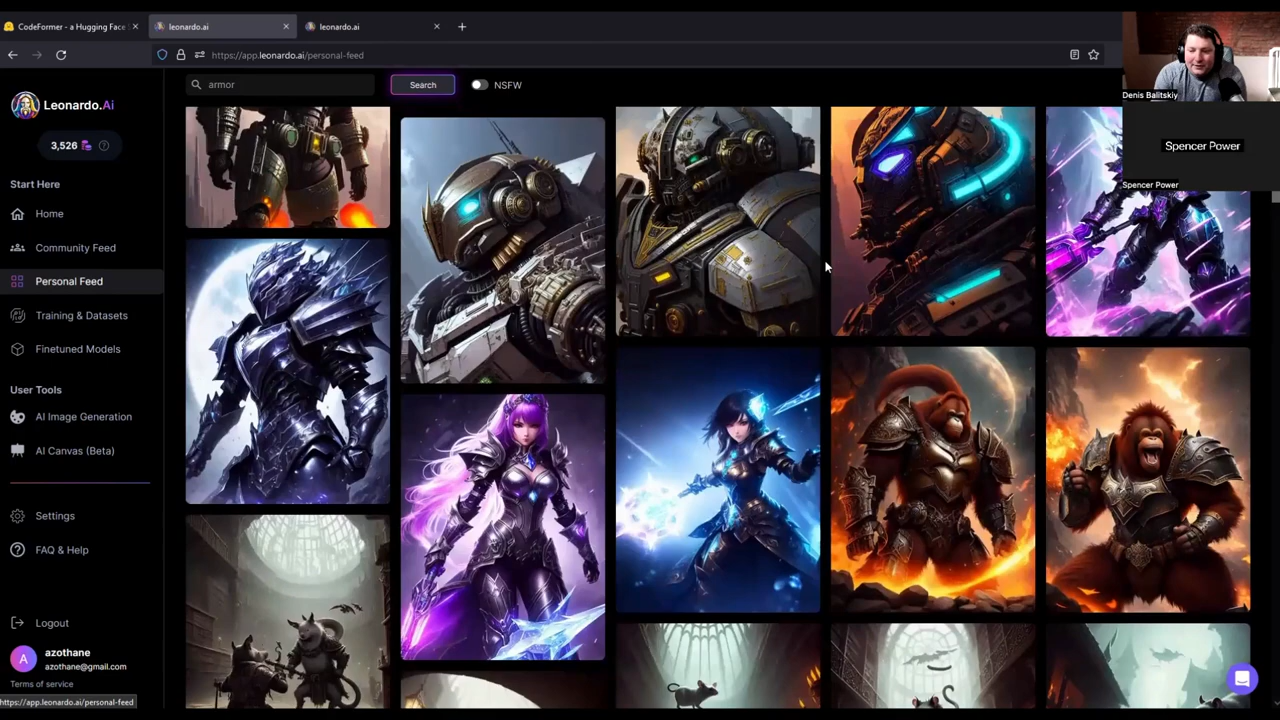 CodeFormer - a Hugging Face
leonardo.ai
leonardo.ai
https://app.leonardo.ai/personal-feed
Leonardo.Ai
3,526
armor
Search
NSFW
Denis Balitskiy
Spencer Power
Spencer Power
Start Here
Home
Community Feed
Personal Feed
Training & Datasets
Finetuned Models
User Tools
AI Image Generation
AI Canvas (Beta)
Settings
FAQ & Help
Logout
A
azothane
azothane@gmail.com
Terms of service
https://app.leonardo.ai/personal-feed